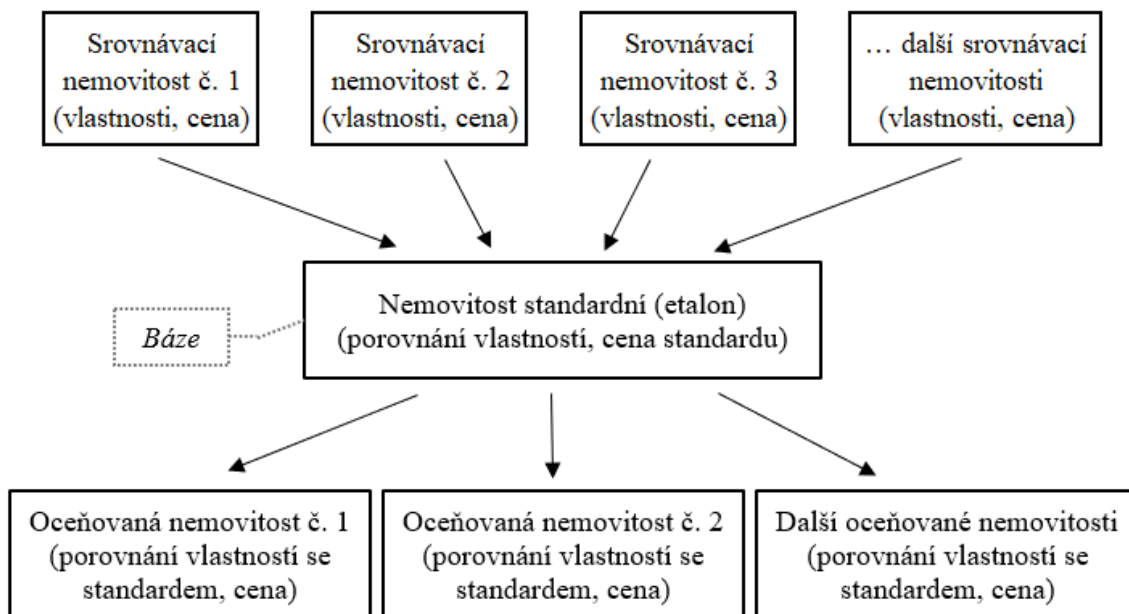 Srovnávací
nemovitost č. 1
(vlastnosti, cena)
Srovnávací
nemovitost č. 2
(vlastnosti, cena)
Srovnávací
nemovitost č. 3
(vlastnosti, cena)
… další srovnávací
nemovitosti
(vlastnosti, cena)
Nemovitost standardní (etalon)
(porovnání vlastností, cena standardu)
Báze
Oceňovaná nemovitost č. 1
(porovnání vlastností se
standardem, cena)
Oceňovaná nemovitost č. 2
(porovnání vlastností se
standardem, cena)
Další oceňované nemovitosti
(porovnání vlastností se
standardem, cena)